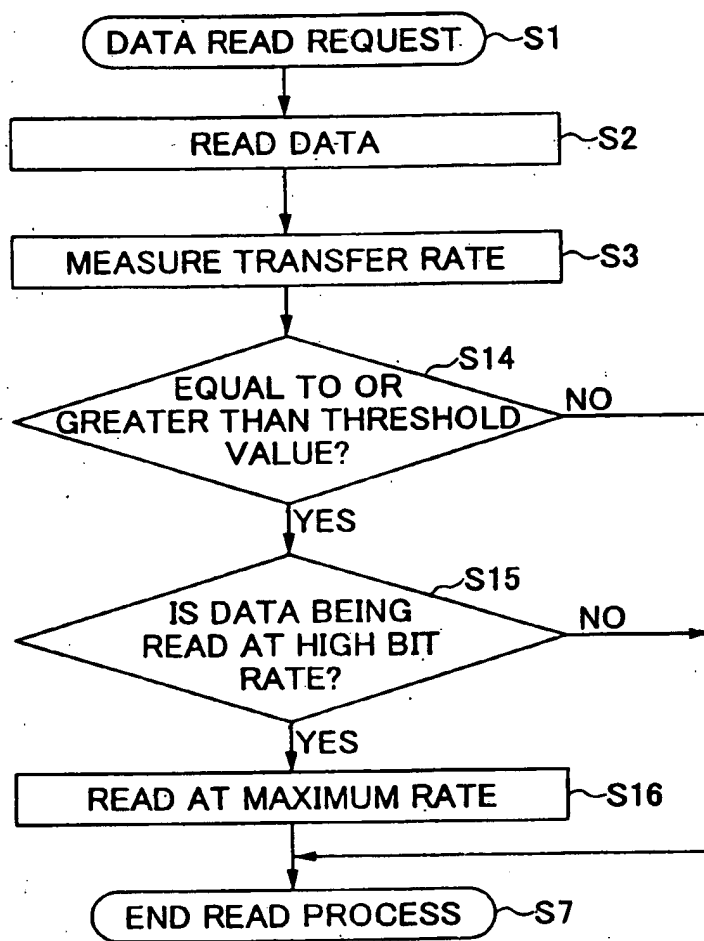 DATA READ REQUEST
S1
READ DATA
S2
MEASURE TRANSFER RATE
S3
S14
EQUAL TO OR
GREATER THAN THRESHOLD
VALUE?
NO
YES
S15
IS DATA BEING
READ AT HIGH BIT
RATE?
NO
YES
READ AT MAXIMUM RATE
S16
END READ PROCESS
S7